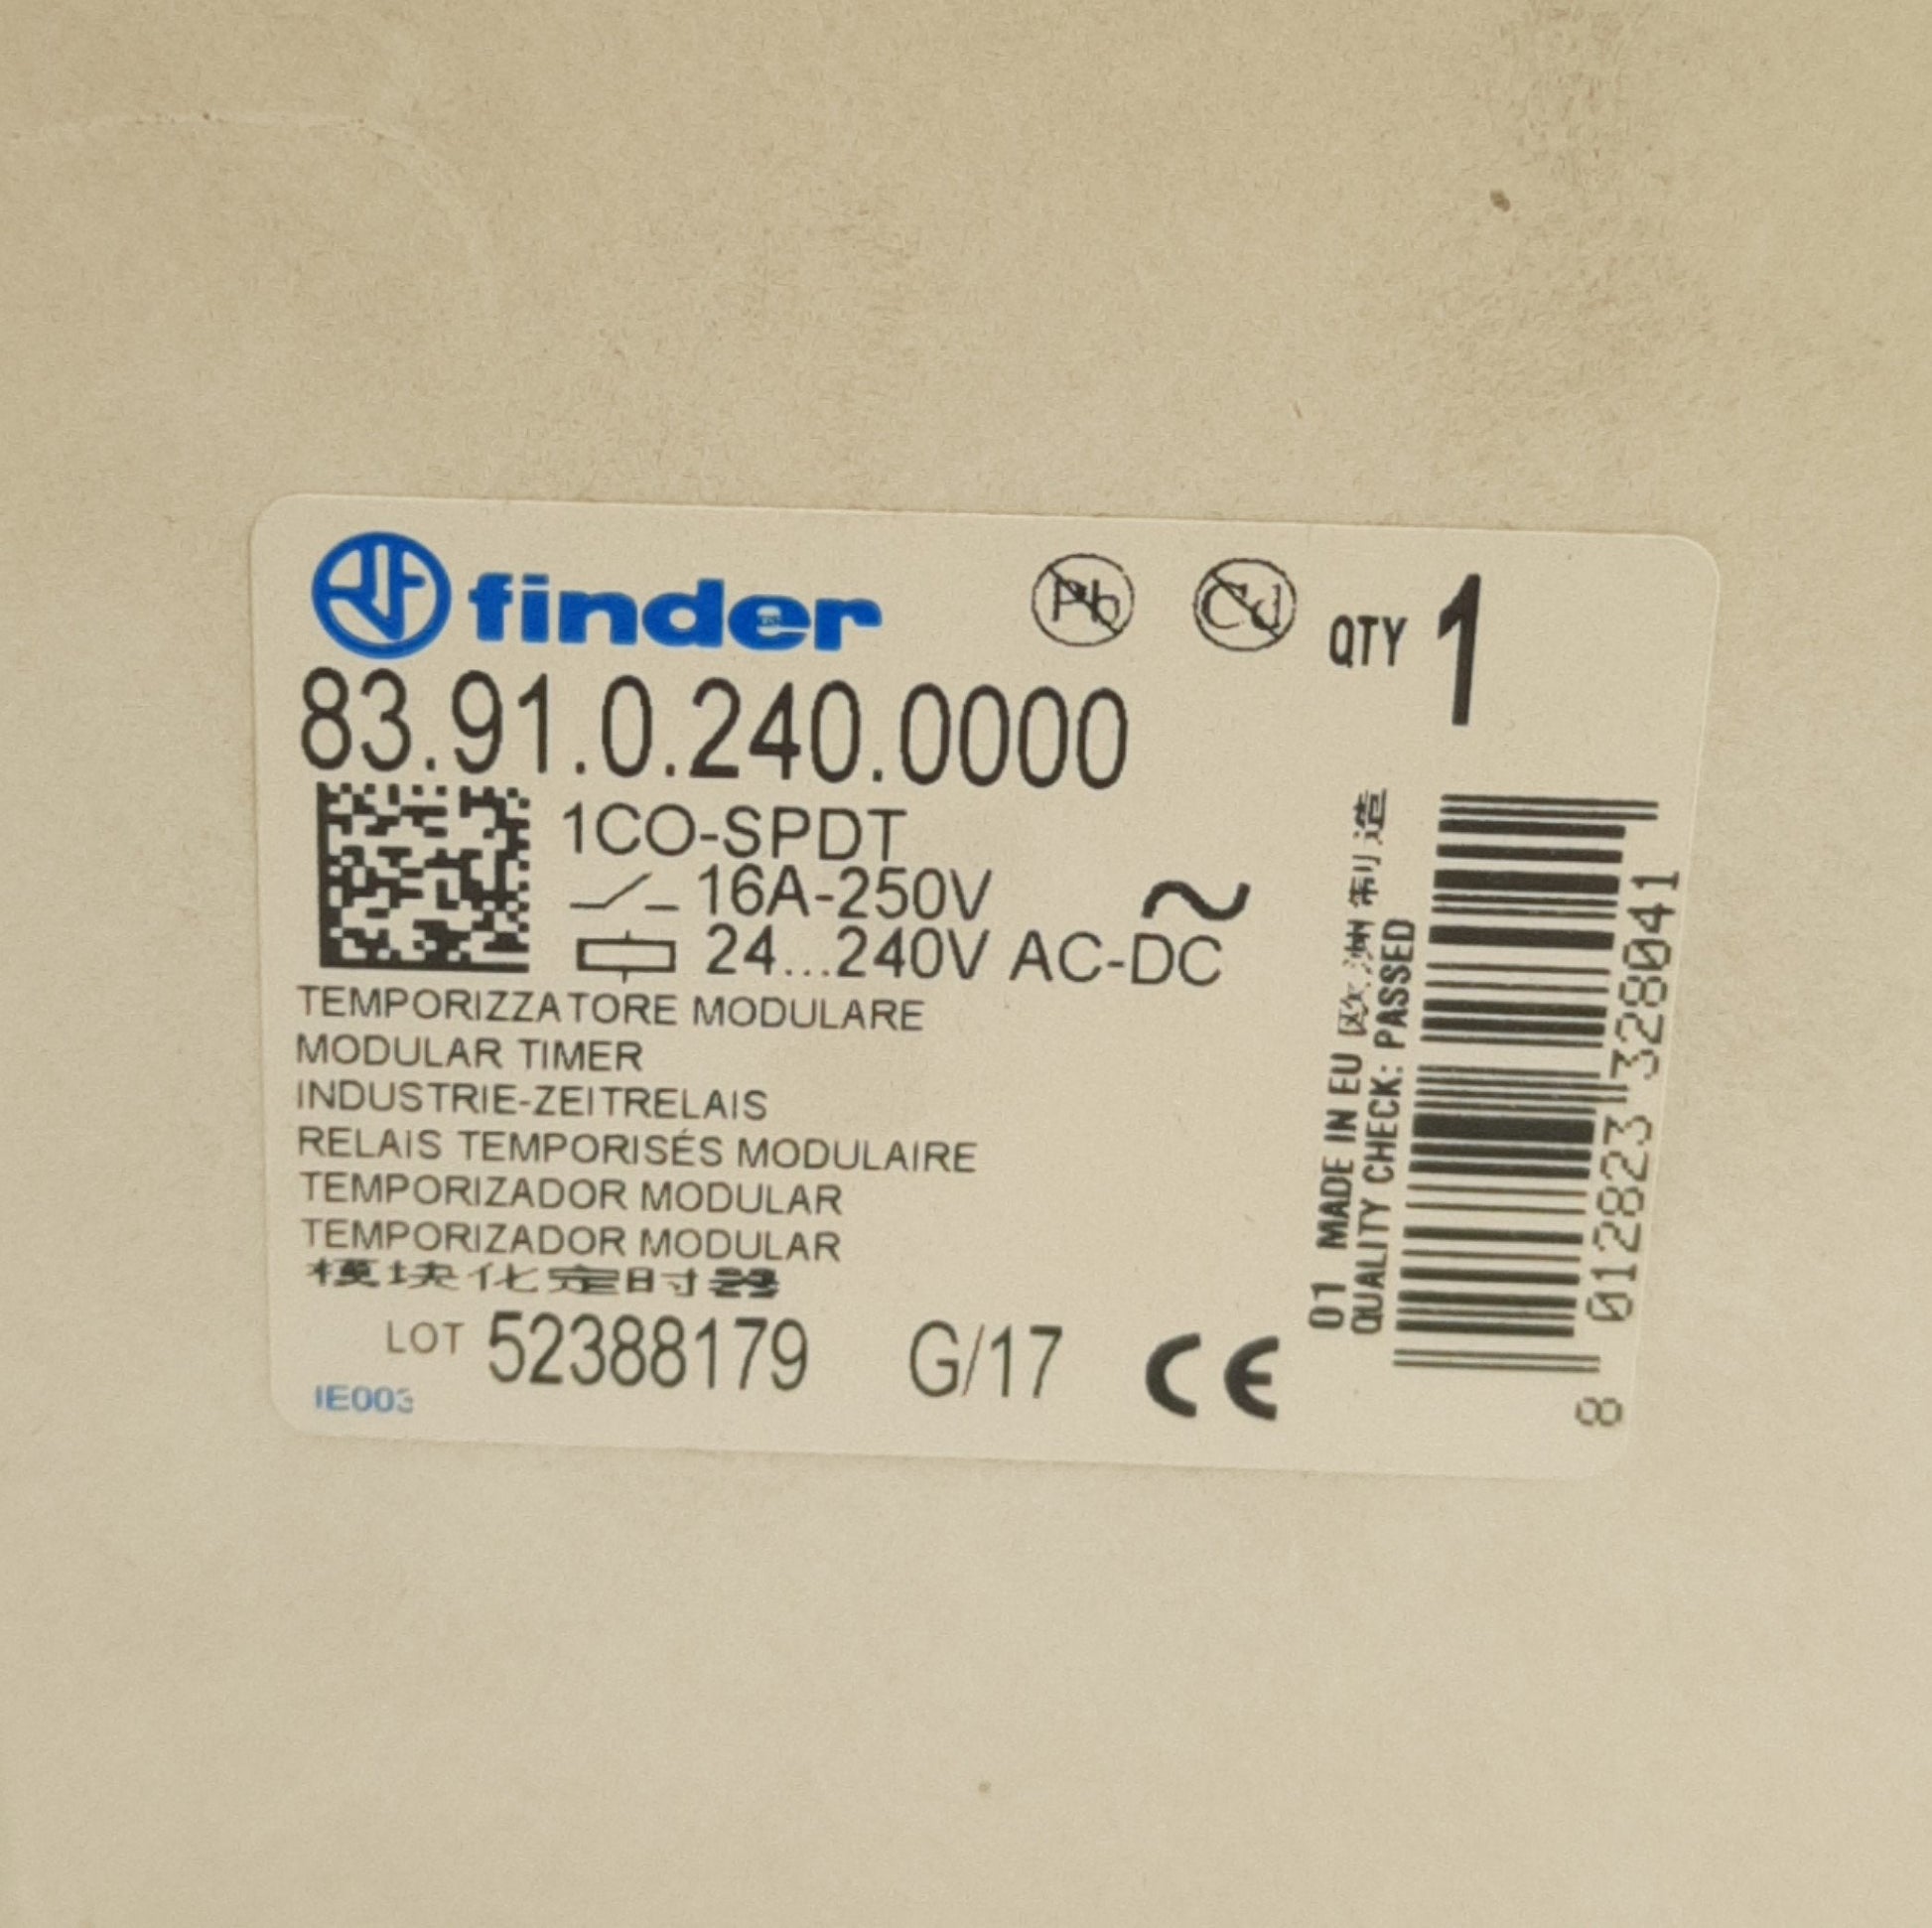 finder
Pb
Cd
QTY 1
83.91.0.240.0000
1CO-SPDT
16A-250V ~
24...240V AC-DC
TEMPORIZZATORE MODULARE
MODULAR TIMER
INDUSTRIE-ZEITRELAIS
RELAIS TEMPORISÉS MODULAIRE
TEMPORIZADOR MODULAR
TEMPORIZADOR MODULAR
模块化定时器
LOT 52388179 G/17 CE
IE003
01 MADE IN EU 欧洲制造
QUALITY CHECK: PASSED
8 012823 328041